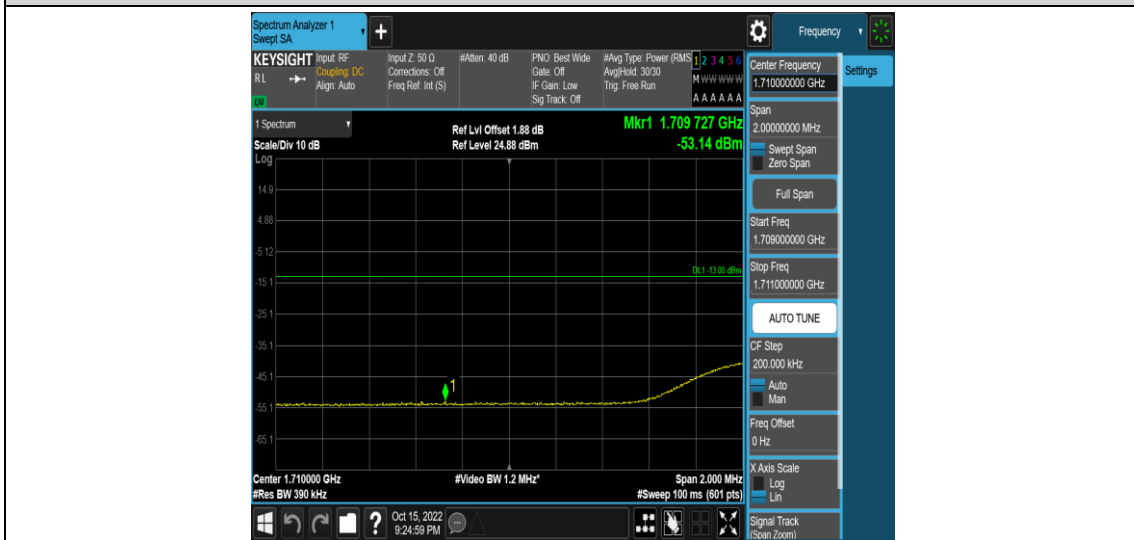 Spectrum Analyzer 1
Swept SA
+
Frequency
KEYSIGHT
Input: RF
Input Z: 50 Ω
#Atten: 40 dB
PNO: Best Wide
#Avg Type: Power (RMS
1 2 3 4 5 6
RL
Coupling: DC
Corrections: Off
Gate: Off
Avg|Hold: 30/30
M W W W W W
Align: Auto
Freq Ref: Int (S)
IF Gain: Low
Trig: Free Run
Sig Track: Off
A A A A A A
LXI
Center Frequency
1.710000000 GHz
Settings
1 Spectrum
Ref Lvl Offset 1.88 dB
Mkr1 1.709 727 GHz
Scale/Div 10 dB
Ref Level 24.88 dBm
-53.14 dBm
Log
14.9
4.88
-5.12
DL1 -13.00 dBm
-15.1
-25.1
-35.1
-45.1
1
-55.1
-65.1
Center 1.710000 GHz
#Video BW 1.2 MHz*
Span 2.000 MHz
#Res BW 390 kHz
#Sweep 100 ms (601 pts)
Span
2.00000000 MHz
Swept Span
Zero Span
Full Span
Start Freq
1.709000000 GHz
Stop Freq
1.711000000 GHz
AUTO TUNE
CF Step
200.000 kHz
Auto
Man
Freq Offset
0 Hz
X Axis Scale
Log
Lin
Signal Track
(Span Zoom)
?
Oct 15, 2022
9:24:59 PM